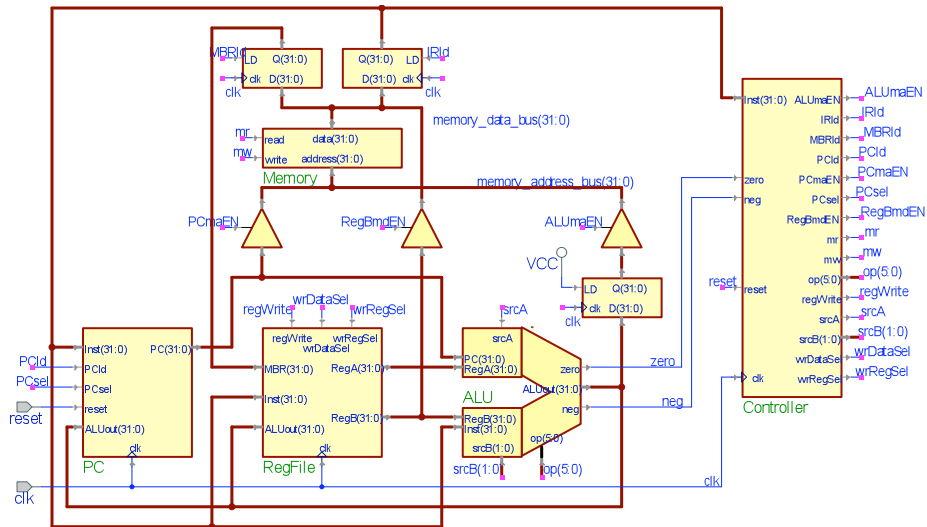 MBRld LD Q(31:0) clk D(31:0) clk
Q(31:0) LD IRld D(31:0) clk clk
memory_data_bus(31:0)
mr read data(31:0)
mw write address(31:0)
Memory
memory_address_bus(31:0)
PCmaEN RegBmdEN ALUmaEN
VCC LD Q(31:0)
clk D(31:0)
clk
regWrite wrDataSel wrRegSel
srcA
Inst(31:0) PC(31:0)
PCld PCld
PCsel PCsel
reset reset
ALUout(31:0)
clk
PC
regWrite wrRegSel
wrDataSel
MBR(31:0) RegA(31:0)
Inst(31:0)
RegB(31:0)
ALUout(31:0)
clk
RegFile
srcA
PC(31:0)
RegA(31:0)
zero zero
ALUout(31:0)
ALU
neg neg
RegB(31:0)
Inst(31:0)
op(5:0)
srcB(1:0)
srcB(1:0) op(5:0)
clk clk
Inst(31:0) ALUmaEN ALUmaEN
IRld IRld
MBRld MBRld
PCld PCld
zero PCmaEN PCmaEN
neg PCsel PCsel
RegBmdEN RegBmdEN
mr mr
mw mw
reset reset op(5:0) op(5:0)
regWrite regWrite
srcA srcA
srcB(1:0) srcB(1:0)
wrDataSel wrDataSel
clk wrRegSel wrRegSel
Controller